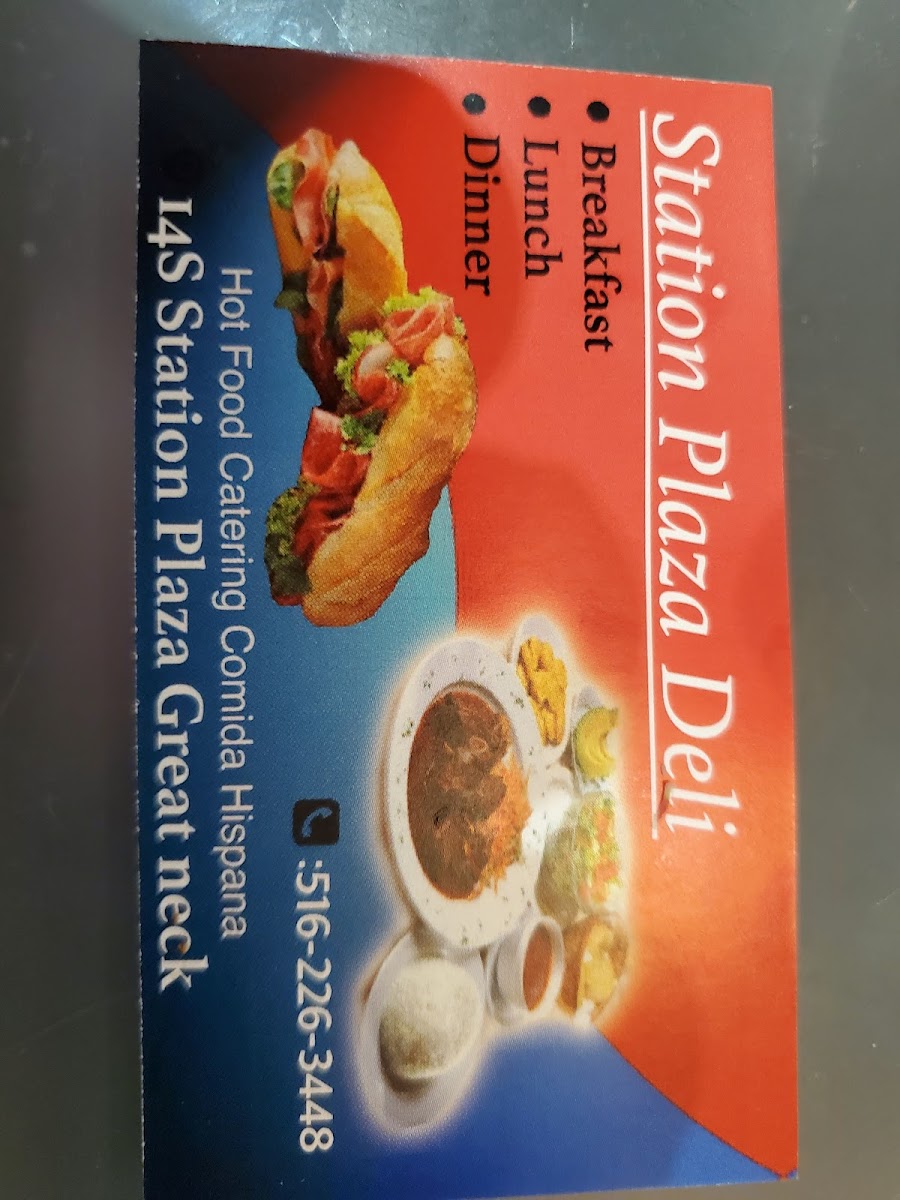 Station Plaza Deli
• Breakfast
• Lunch
• Dinner
:516-226-3448
Hot Food Catering Comida Hispana
14S Station Plaza Great neck